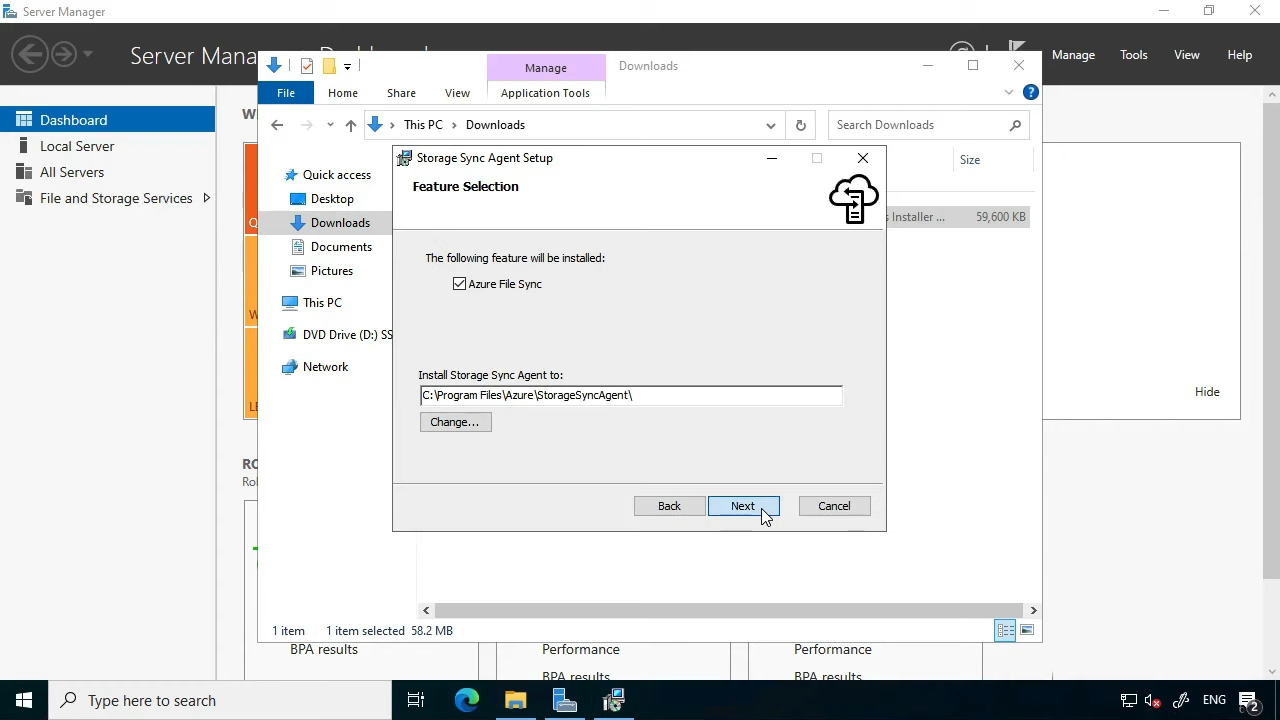 Server Manager
Manage Tools View Help
Manage Downloads
File Home Share View Application Tools
This PC Downloads Search Downloads
Dashboard
Local Server
All Servers
File and Storage Services
Quick access
Desktop
Downloads
Documents
Pictures
This PC
DVD Drive (D:) SS
Network
Size
s Installer ... 59,600 KB
Storage Sync Agent Setup
Feature Selection
The following feature will be installed:
Azure File Sync
Install Storage Sync Agent to:
C:\Program Files\Azure\StorageSyncAgent\
Change...
Back Next Cancel
Hide
1 item 1 item selected 58.2 MB
BPA results
Performance
BPA results
Performance
BPA results
Type here to search
ENG
2